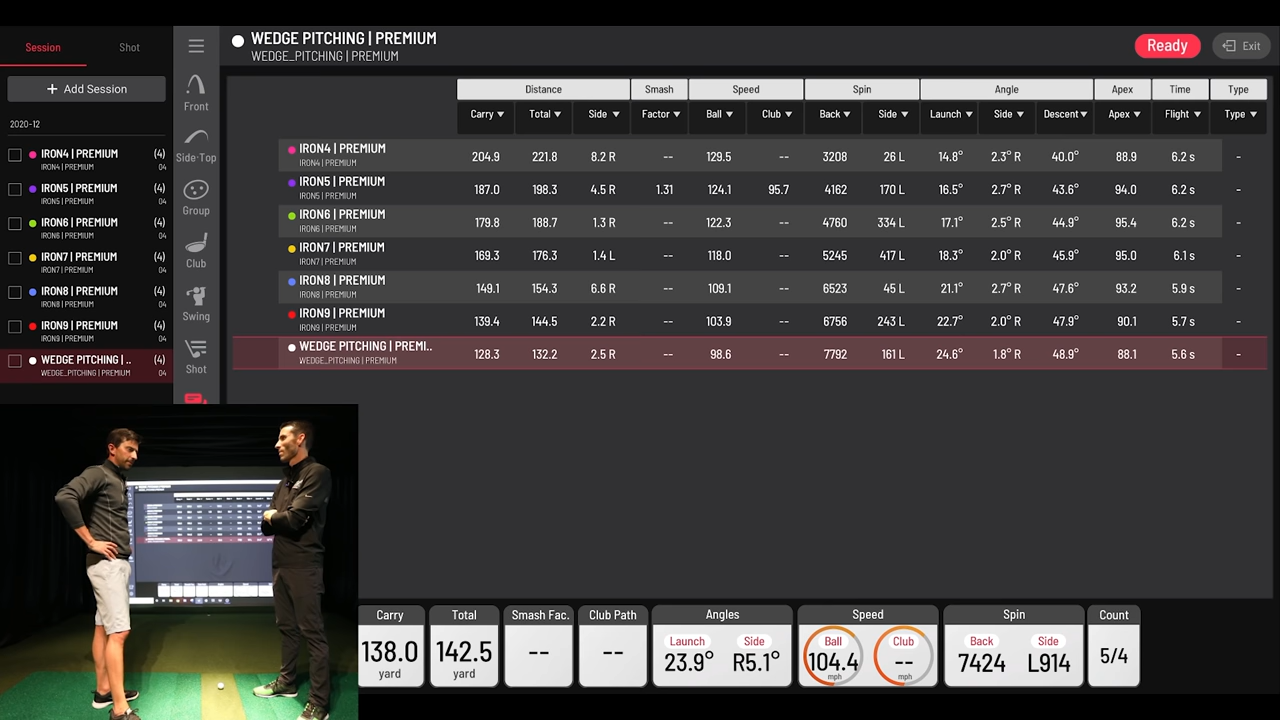 Session
Shot
+ Add Session
2020-12
IRON4 | PREMIUM (4)
IRON4 | PREMIUM 04
IRON5 | PREMIUM (4)
IRON5 | PREMIUM 04
IRON6 | PREMIUM (4)
IRON6 | PREMIUM 04
IRON7 | PREMIUM (4)
IRON7 | PREMIUM 04
IRON8 | PREMIUM (4)
IRON8 | PREMIUM 04
IRON9 | PREMIUM (4)
IRON9 | PREMIUM 04
WEDGE PITCHING | .. (4)
WEDGE_PITCHING | PREMIUM 04
Front
Side·Top
Group
Club
Swing
Shot
WEDGE PITCHING | PREMIUM
WEDGE_PITCHING | PREMIUM
Ready
Exit
Distance Smash Speed Spin Angle Apex Time Type
Carry Total Side Factor Ball Club Back Side Launch Side Descent Apex Flight Type
IRON4 | PREMIUM
IRON4 | PREMIUM
204.9 221.8 8.2 R -- 129.5 -- 3208 26 L 14.8° 2.3° R 40.0° 88.9 6.2 s -
IRON5 | PREMIUM
IRON5 | PREMIUM
187.0 198.3 4.5 R 1.31 124.1 95.7 4162 170 L 16.5° 2.7° R 43.6° 94.0 6.2 s -
IRON6 | PREMIUM
IRON6 | PREMIUM
179.8 188.7 1.3 R -- 122.3 -- 4760 334 L 17.1° 2.5° R 44.9° 95.4 6.2 s -
IRON7 | PREMIUM
IRON7 | PREMIUM
169.3 176.3 1.4 L -- 118.0 -- 5245 417 L 18.3° 2.0° R 45.9° 95.0 6.1 s -
IRON8 | PREMIUM
IRON8 | PREMIUM
149.1 154.3 6.6 R -- 109.1 -- 6523 45 L 21.1° 2.7° R 47.6° 93.2 5.9 s -
IRON9 | PREMIUM
IRON9 | PREMIUM
139.4 144.5 2.2 R -- 103.9 -- 6756 243 L 22.7° 2.0° R 47.9° 90.1 5.7 s -
WEDGE PITCHING | PREMI..
WEDGE_PITCHING | PREMIUM
128.3 132.2 2.5 R -- 98.6 -- 7792 161 L 24.6° 1.8° R 48.9° 88.1 5.6 s -
Carry Total Smash Fac. Club Path Angles Speed Spin Count
Launch Side Ball Club Back Side
138.0 142.5 -- -- 23.9° R5.1° 104.4 -- 7424 L914 5/4
yard yard mph mph